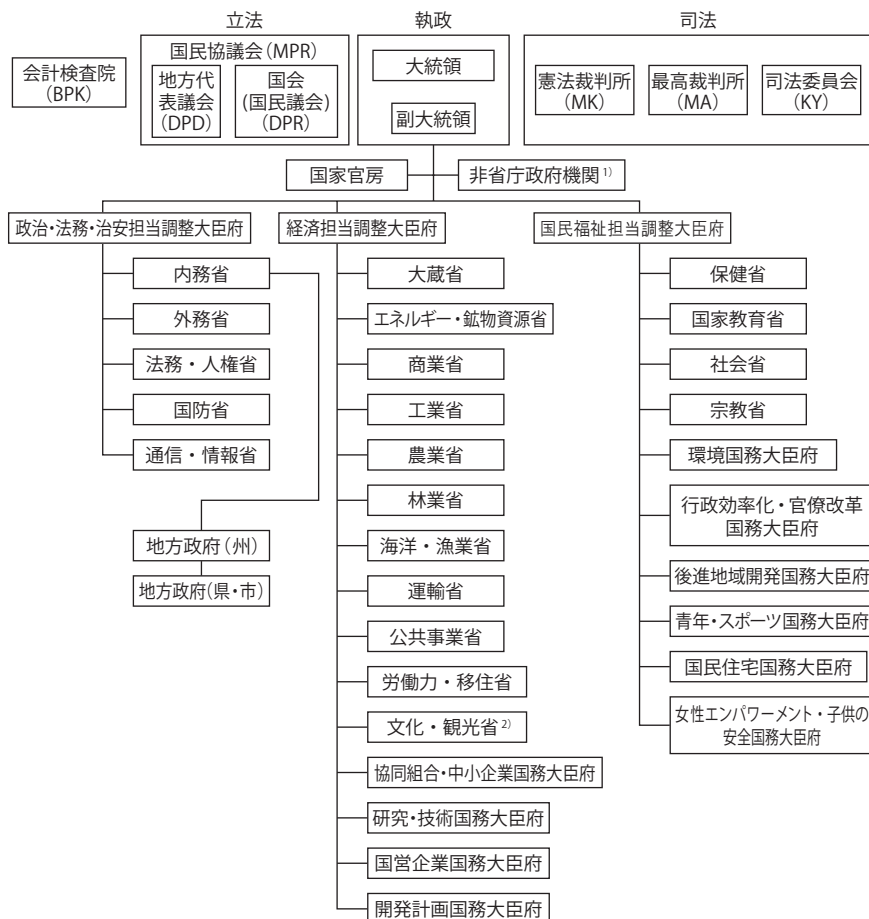 立法
執政
司法
会計検査院
(BPK)
国民協議会(MPR)
地方代
表議会
(DPD)
国会
(国民議会)
(DPR)
大統領
副大統領
憲法裁判所
(MK)
最高裁判所
(MA)
司法委員会
(KY)
国家官房
非省庁政府機関1)
政治・法務・治安担当調整大臣府
経済担当調整大臣府
国民福祉担当調整大臣府
内務省
外務省
法務・人権省
国防省
通信・情報省
地方政府(州)
地方政府(県・市)
大蔵省
エネルギー・鉱物資源省
商業省
工業省
農業省
林業省
海洋・漁業省
運輸省
公共事業省
労働力・移住省
文化・観光省2)
協同組合・中小企業国務大臣府
研究・技術国務大臣府
国営企業国務大臣府
開発計画国務大臣府
保健省
国家教育省
社会省
宗教省
環境国務大臣府
行政効率化・官僚改革
国務大臣府
後進地域開発国務大臣府
青年・スポーツ国務大臣府
国民住宅国務大臣府
女性エンパワーメント・子供の
安全国務大臣府